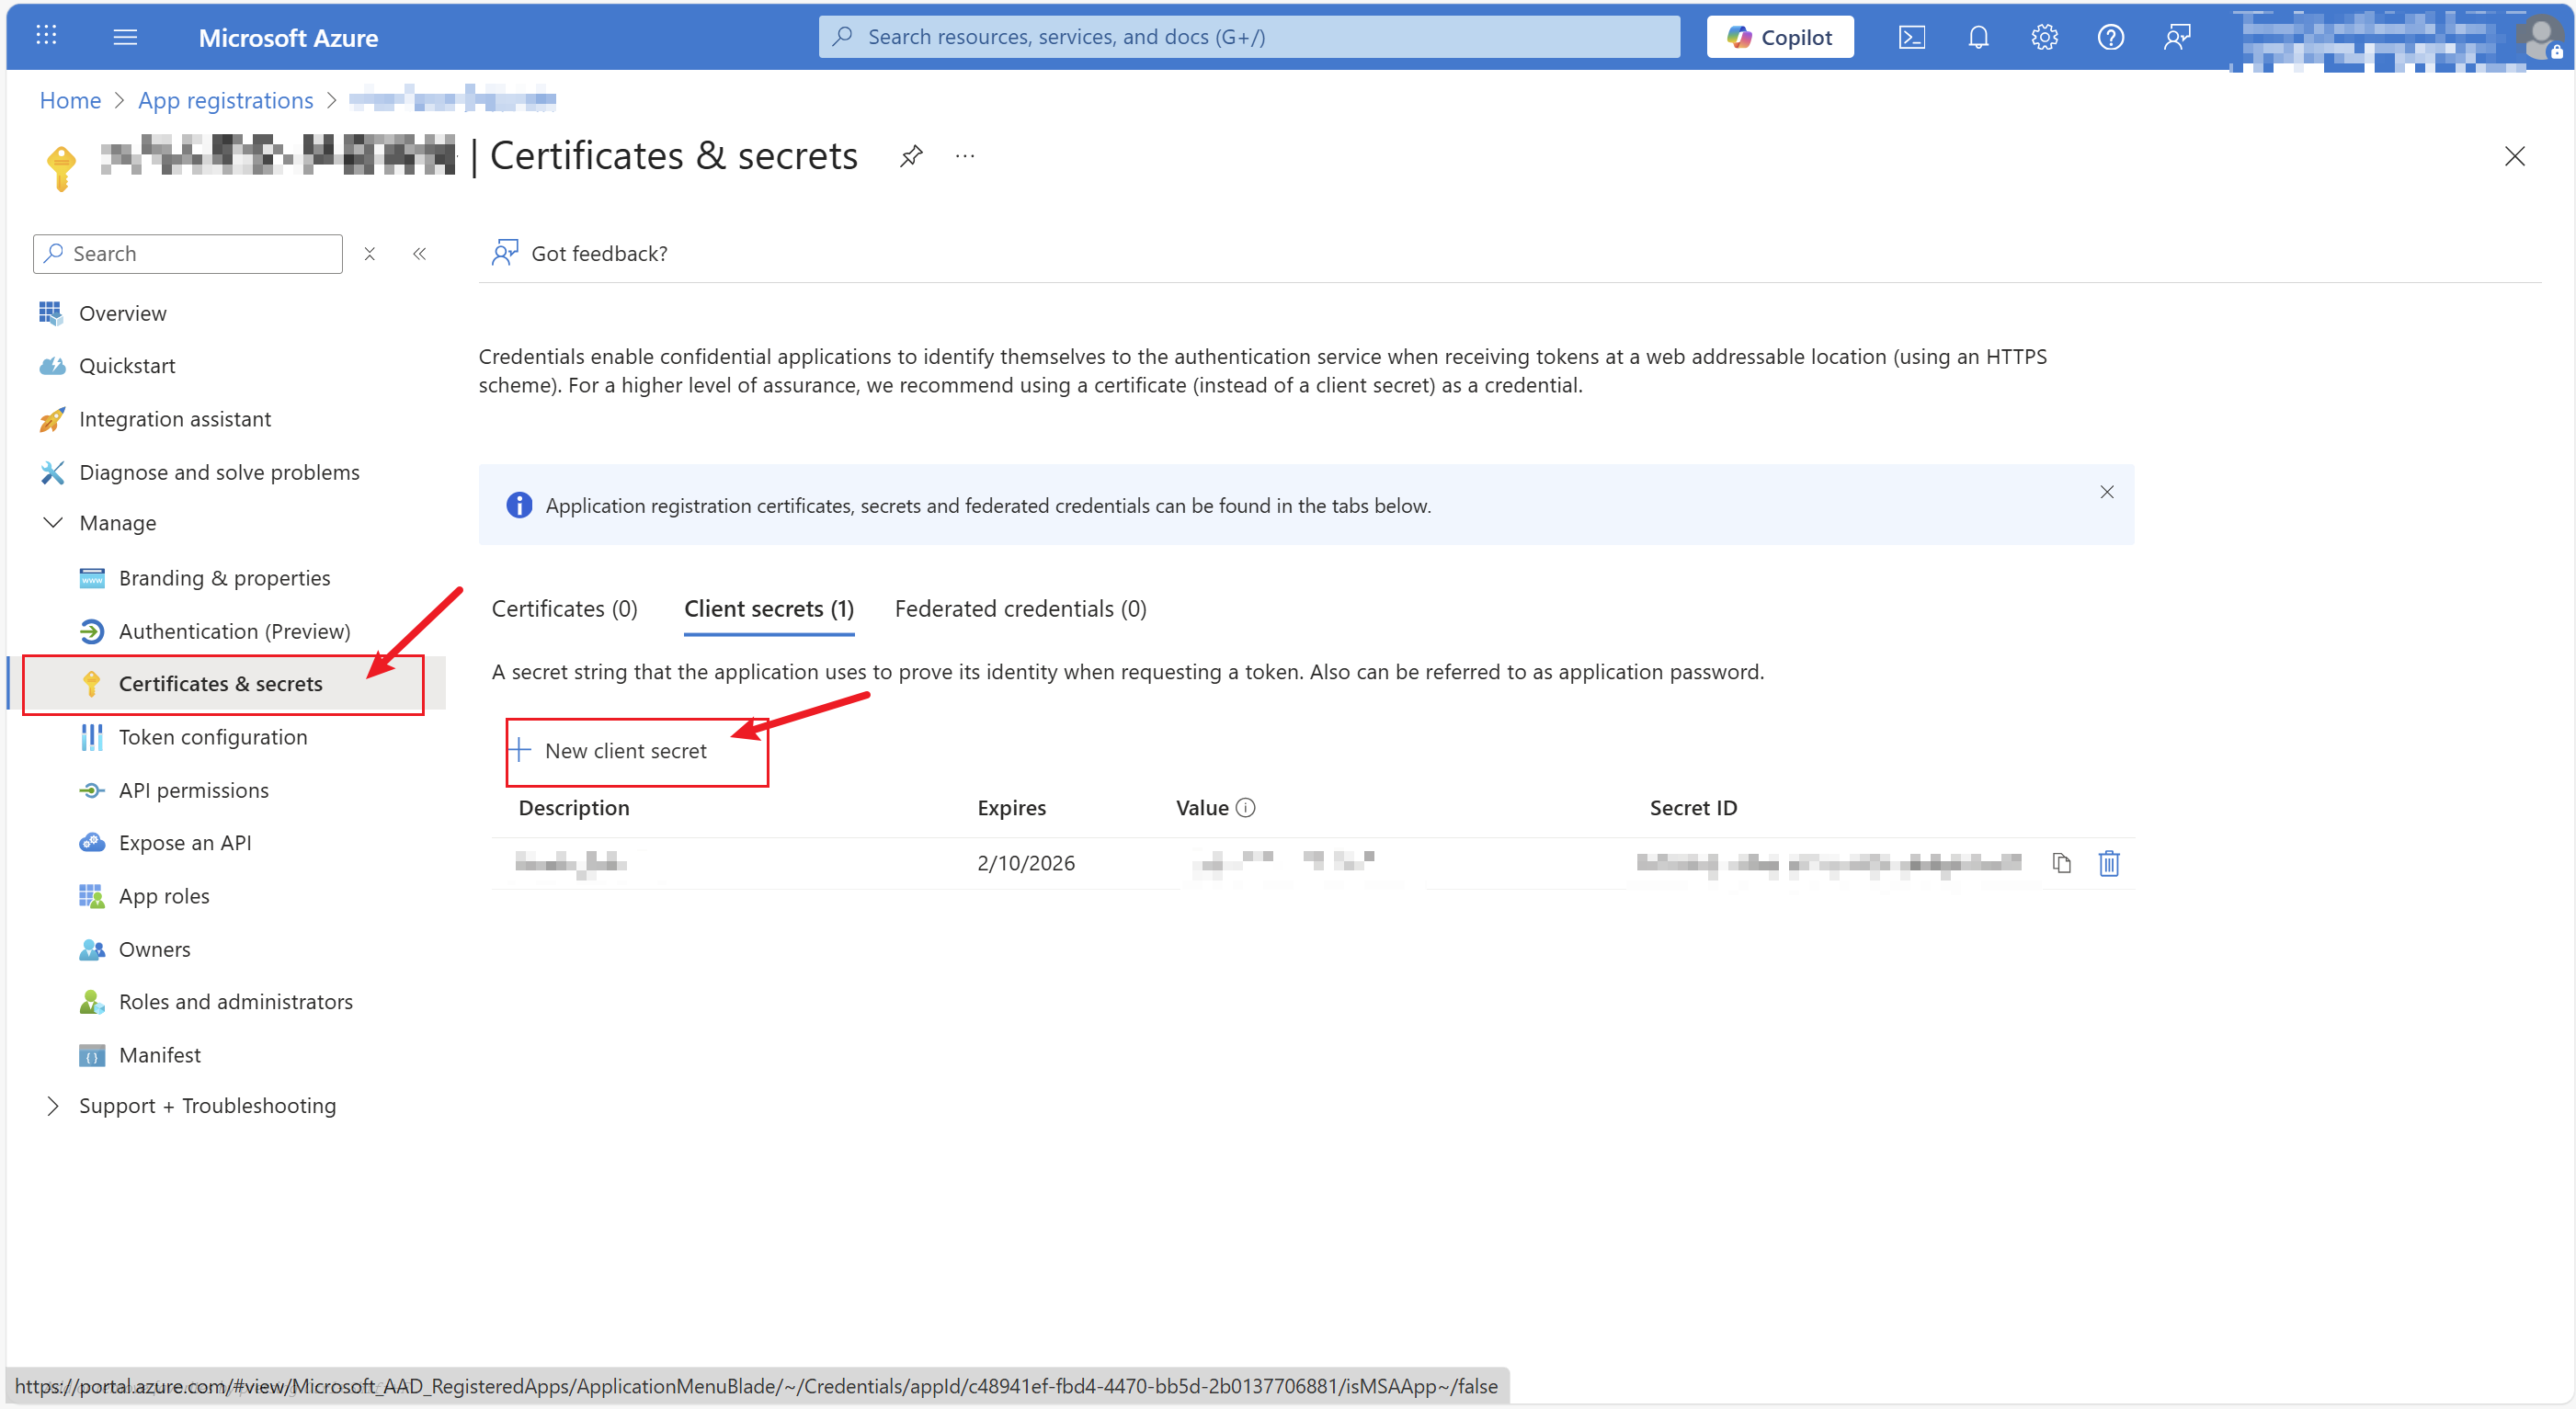 Microsoft Azure
Search resources, services, and docs (G+/)
Copilot
Home > App registrations >
| Certificates & secrets
Search
Got feedback?
Overview
Quickstart
Integration assistant
Diagnose and solve problems
Manage
Branding & properties
Authentication (Preview)
Certificates & secrets
Token configuration
API permissions
Expose an API
App roles
Owners
Roles and administrators
Manifest
Support + Troubleshooting
Credentials enable confidential applications to identify themselves to the authentication service when receiving tokens at a web addressable location (using an HTTPS
scheme). For a higher level of assurance, we recommend using a certificate (instead of a client secret) as a credential.
Application registration certificates, secrets and federated credentials can be found in the tabs below.
Certificates (0) Client secrets (1) Federated credentials (0)
A secret string that the application uses to prove its identity when requesting a token. Also can be referred to as application password.
New client secret
Description Expires Value Secret ID
2/10/2026
https://portal.azure.com/#view/Microsoft_AAD_RegisteredApps/ApplicationMenuBlade/~/Credentials/appId/c48941ef-fbd4-4470-bb5d-2b0137706881/isMSAApp~/false